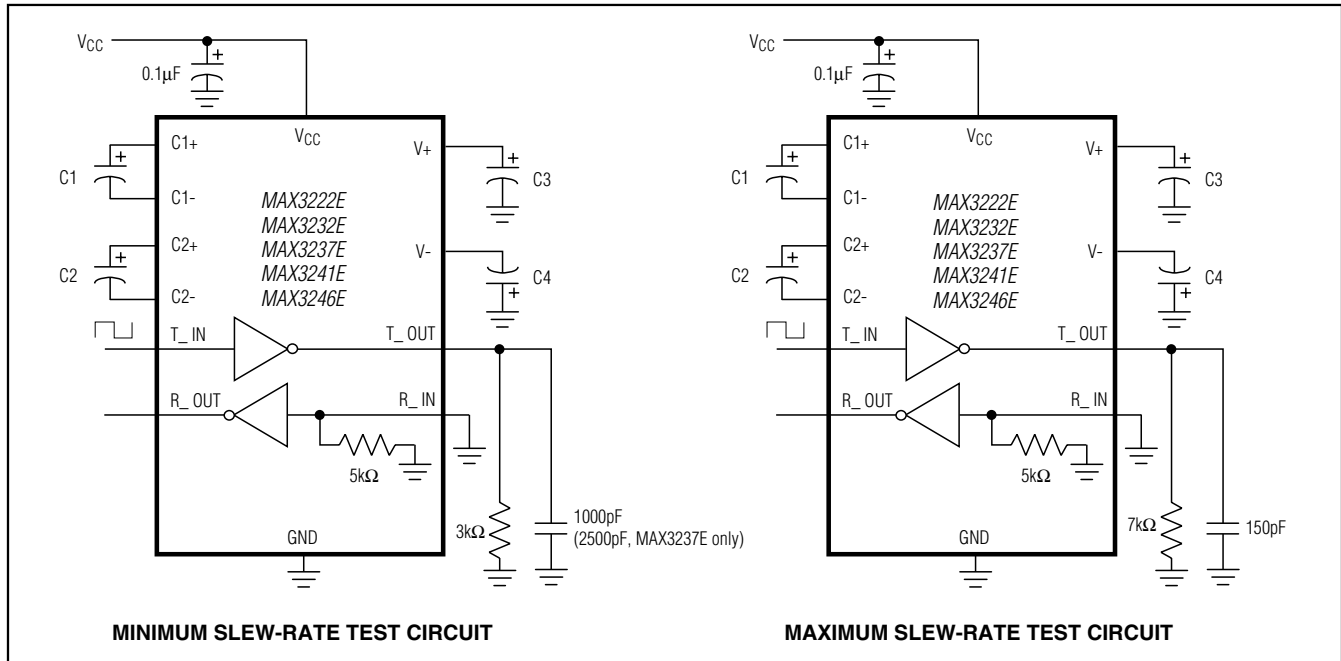 VCC
0.1μF
VCC
C1+
V+
C1
C3
C1-
MAX3222E
MAX3232E
MAX3237E
MAX3241E
MAX3246E
C2+
V-
C2
C4
C2-
T_ IN
T_ OUT
R_ OUT
R_ IN
5kΩ
3kΩ
1000pF
(2500pF, MAX3237E only)
GND
MINIMUM SLEW-RATE TEST CIRCUIT
VCC
0.1μF
VCC
C1+
V+
C1
C3
C1-
MAX3222E
MAX3232E
MAX3237E
MAX3241E
MAX3246E
C2+
V-
C2
C4
C2-
T_ IN
T_ OUT
R_ OUT
R_ IN
5kΩ
7kΩ
150pF
GND
MAXIMUM SLEW-RATE TEST CIRCUIT